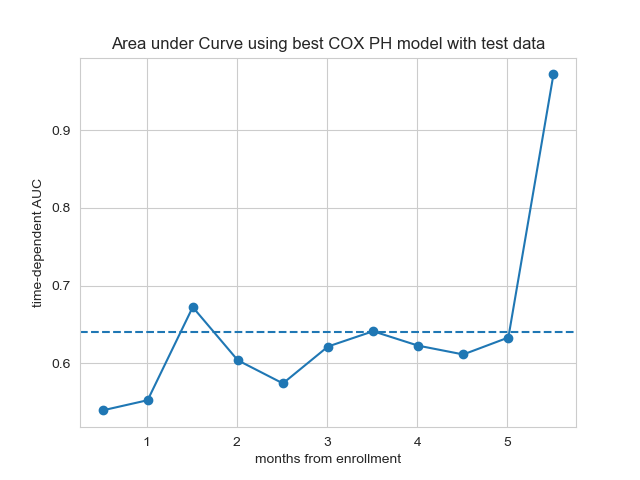 Area under Curve using best COX PH model with test data
time-dependent AUC
0.9
0.8
0.7
0.6
1 2 3 4 5
months from enrollment